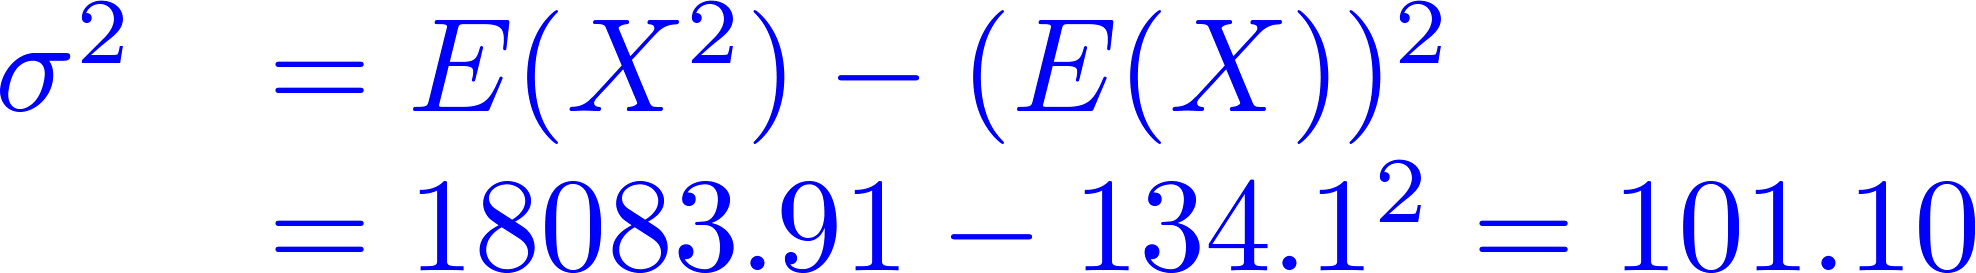 σ² = E(X²) − (E(X))²
= 18083.91 − 134.1² = 101.10